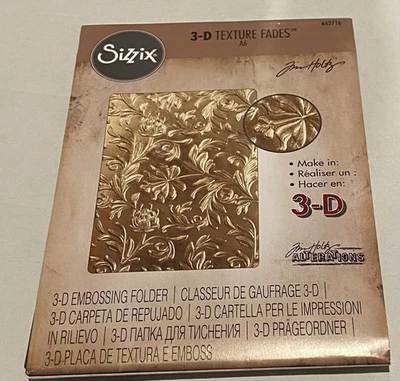 662716
Sizzix
3-D TEXTURE FADES™
A6
Tim Holtz
• Make in:
• Réaliser un :
• Hacer en:
3-D
Tim Holtz
ALTERATIONS
3-D EMBOSSING FOLDER | CLASSEUR DE GAUFRAGE 3-D |
3-D CARPETA DE REPUJADO | 3-D CARTELLA PER LE IMPRESSIONI
IN RILIEVO | 3-D ПАПКА ДЛЯ ТИСНЕНИЯ | 3-D PRÄGEORDNER |
3-D PLACA DE TEXTURA E EMBOSS